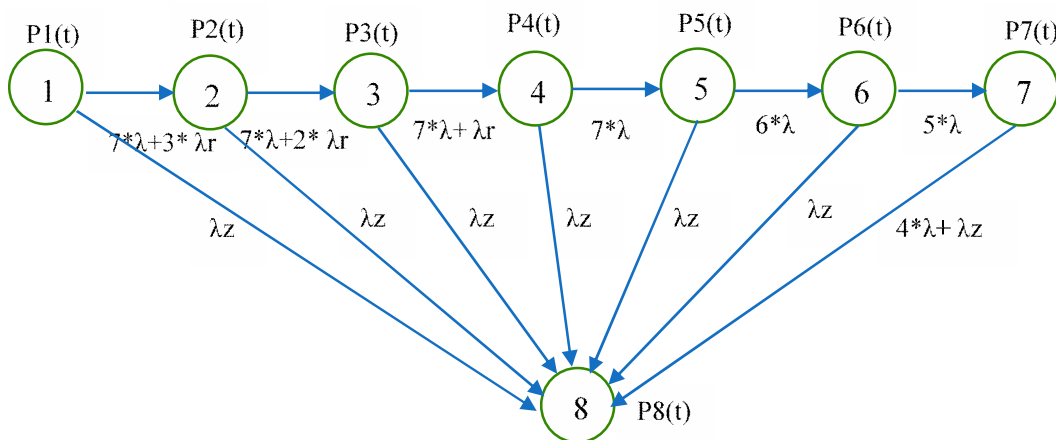 P1(t) P2(t) P3(t) P4(t) P5(t) P6(t) P7(t)
1 2 3 4 5 6 7
7*λ+3* λr 7*λ+2* λr 7*λ+ λr 7*λ 6*λ 5*λ
λz λz λz λz λz λz 4*λ+ λz
8 P8(t)